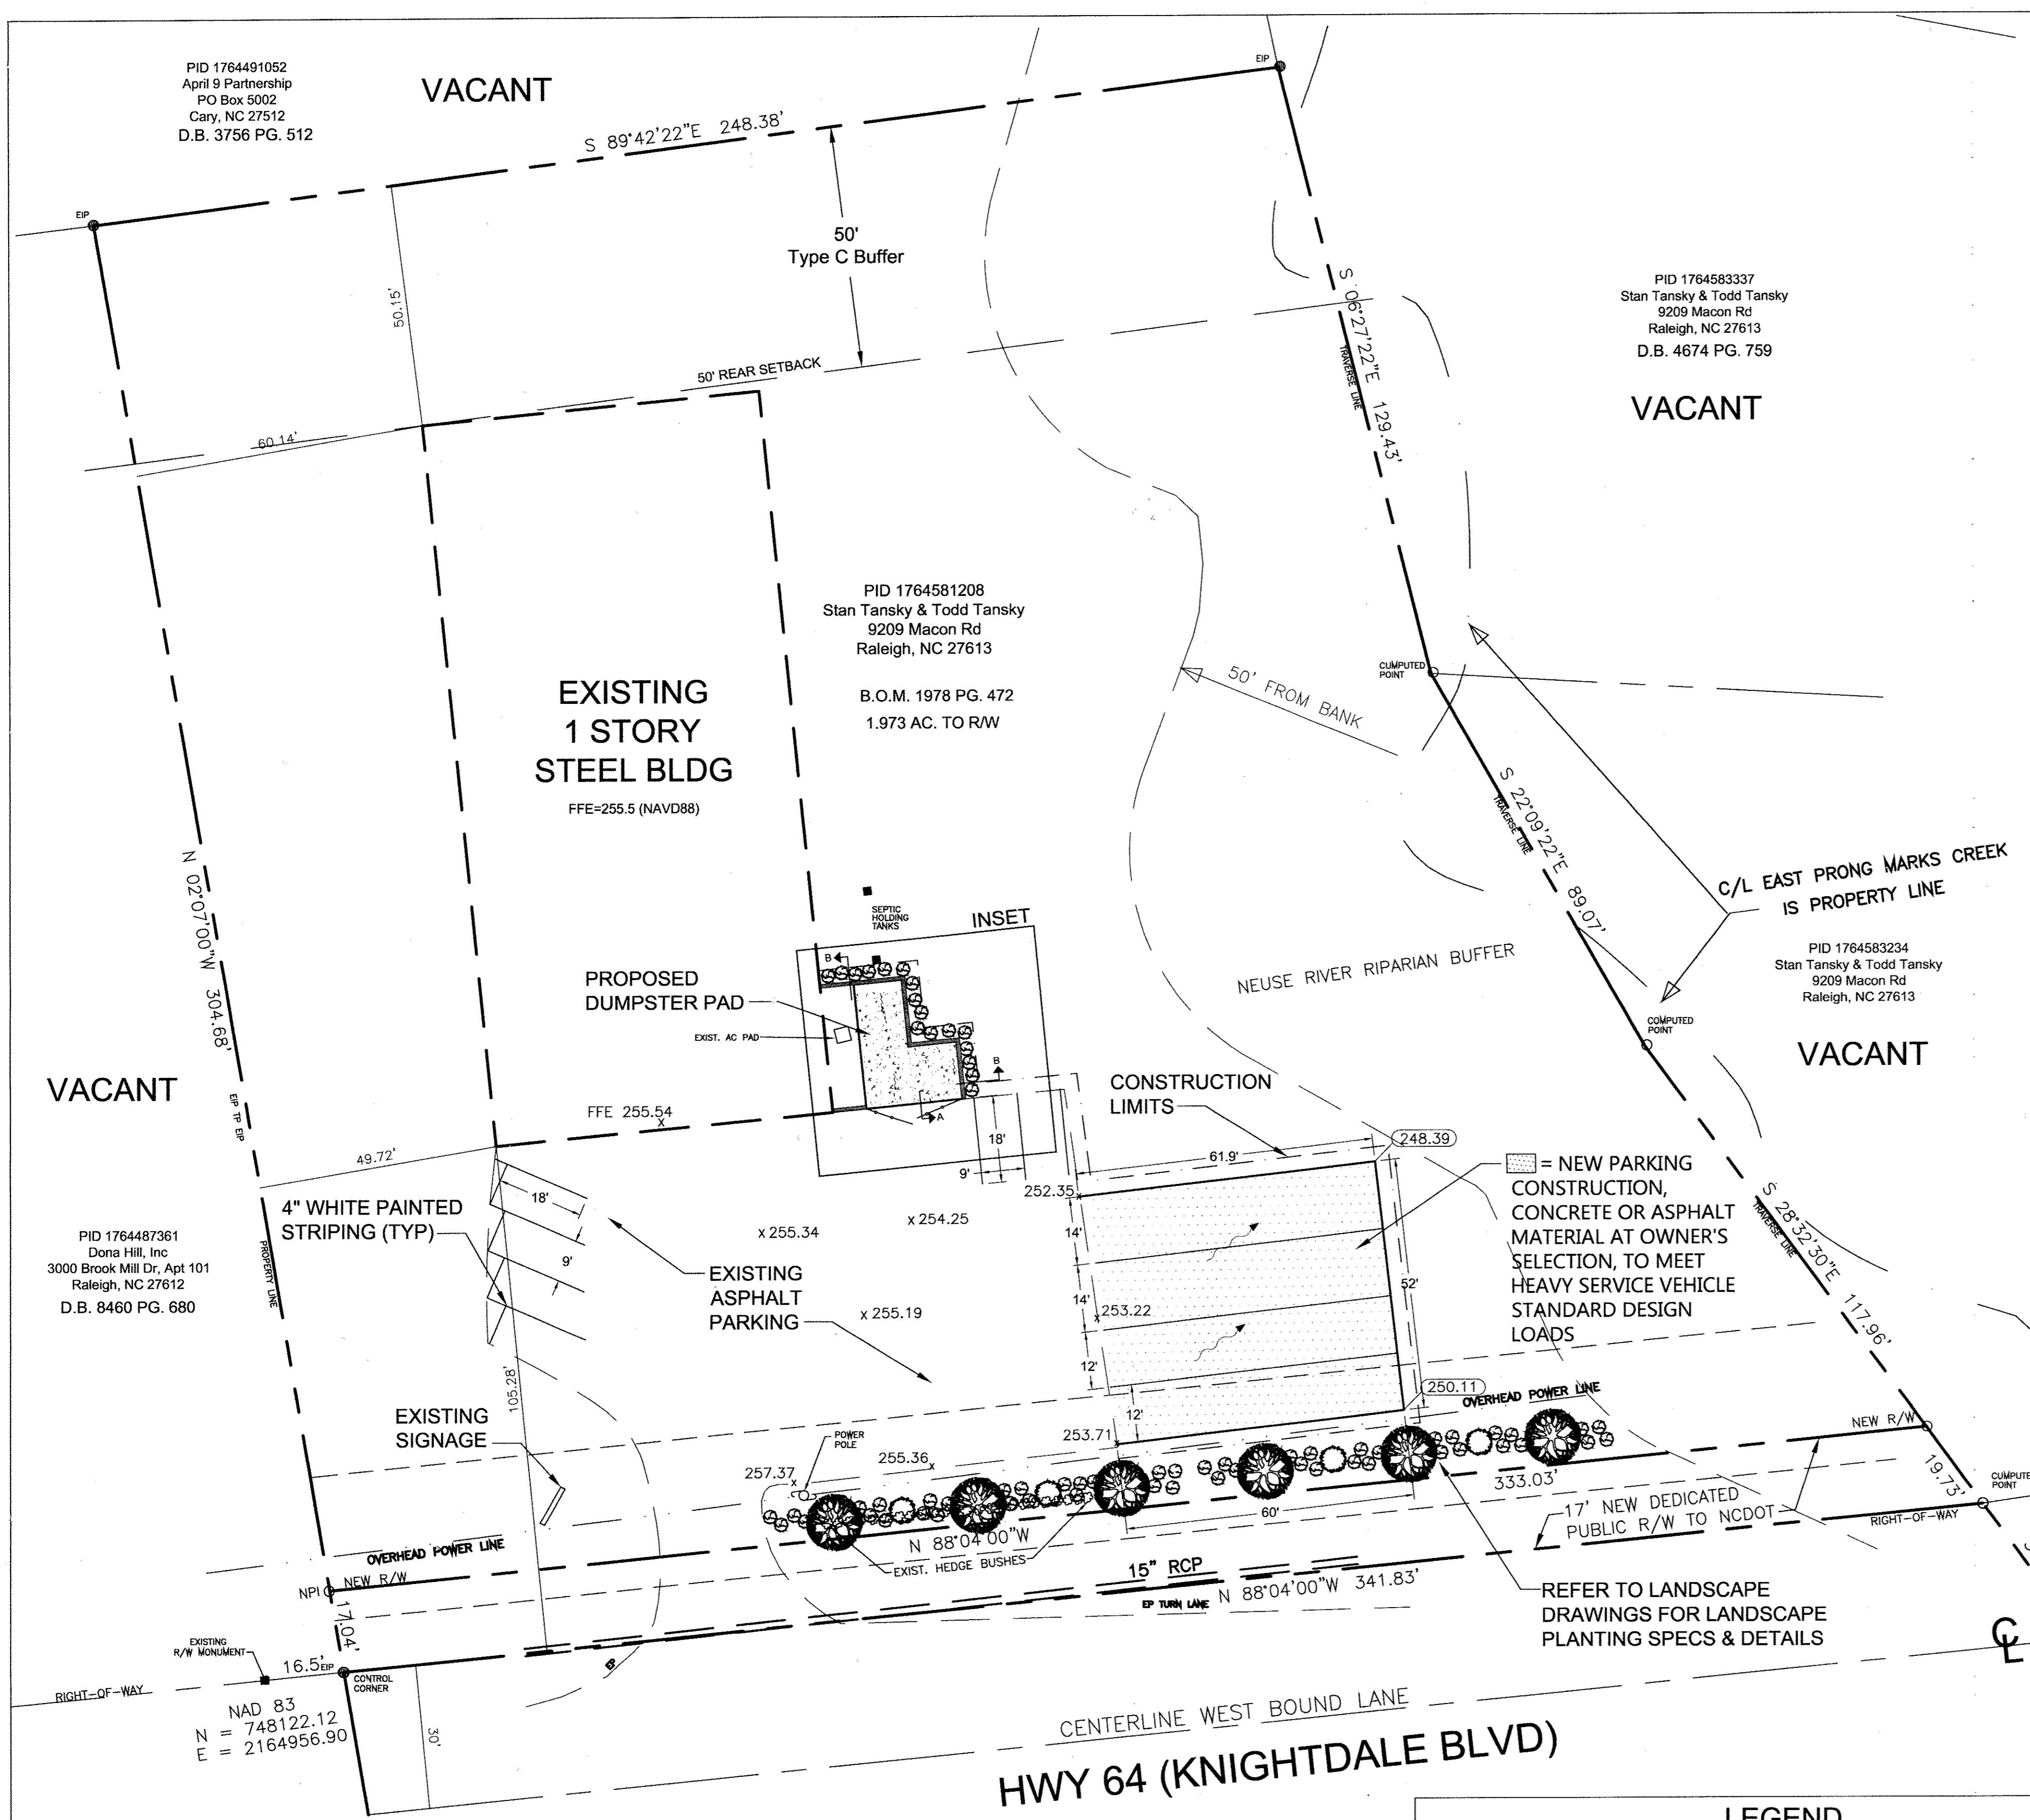 PID 1764491052
April 9 Partnership
PO Box 5002
Cary, NC 27512
D.B. 3756 PG. 512
VACANT
EIP
S 89°42'22"E 248.38'
EIP
50'
Type C Buffer
50.15'
50' REAR SETBACK
60.14'
S 06°27'22"E 129.43'
TRAVERSE LINE
PID 1764583337
Stan Tansky & Todd Tansky
9209 Macon Rd
Raleigh, NC 27613
D.B. 4674 PG. 759
VACANT
PID 1764581208
Stan Tansky & Todd Tansky
9209 Macon Rd
Raleigh, NC 27613
B.O.M. 1978 PG. 472
1.973 AC. TO R/W
EXISTING
1 STORY
STEEL BLDG
FFE=255.5 (NAVD88)
50' FROM BANK
CUMPUTED
POINT
S 22°09'22"E 89.07'
TRAVERSE LINE
C/L EAST PRONG MARKS CREEK
IS PROPERTY LINE
N 02°07'00"W 304.68'
EIP TP EIP
PROPERTY LINE
SEPTIC
HOLDING
TANKS
INSET
B
PROPOSED
DUMPSTER PAD
EXIST. AC PAD
B
A
NEUSE RIVER RIPARIAN BUFFER
PID 1764583234
Stan Tansky & Todd Tansky
9209 Macon Rd
Raleigh, NC 27613
COMPUTED
POINT
VACANT
VACANT
FFE 255.54
x
18'
9'
CONSTRUCTION
LIMITS
248.39
61.9'
252.35
49.72'
4" WHITE PAINTED
STRIPING (TYP)
18'
9'
x 255.34
x 254.25
14'
14'
12'
12'
52'
x 253.22
= NEW PARKING
CONSTRUCTION,
CONCRETE OR ASPHALT
MATERIAL AT OWNER'S
SELECTION, TO MEET
HEAVY SERVICE VEHICLE
STANDARD DESIGN
LOADS
S 28°32'30"E 117.96'
TRAVERSE LINE
PID 1764487361
Dona Hill, Inc
3000 Brook Mill Dr, Apt 101
Raleigh, NC 27612
D.B. 8460 PG. 680
EXISTING
ASPHALT
PARKING
x 255.19
105.28'
EXISTING
SIGNAGE
250.11
OVERHEAD POWER LINE
253.71
POWER
POLE
255.36 x
257.37 x
NEW R/W
19.73'
CUMPUTE
POINT
333.03'
17' NEW DEDICATED
PUBLIC R/W TO NCDOT
RIGHT-OF-WAY
60'
N 88°04'00"W
EXIST. HEDGE BUSHES
OVERHEAD POWER LINE
NPI
NEW R/W
17.04'
15" RCP
EP TURN LANE
N 88°04'00"W 341.83'
REFER TO LANDSCAPE
DRAWINGS FOR LANDSCAPE
PLANTING SPECS & DETAILS
EXISTING
R/W MONUMENT
16.5'
EIP
CONTROL
CORNER
EP
RIGHT-OF-WAY
NAD 83
N = 748122.12
E = 2164956.90
30'
CENTERLINE WEST BOUND LANE
HWY 64 (KNIGHTDALE BLVD)
CL
LEGEND